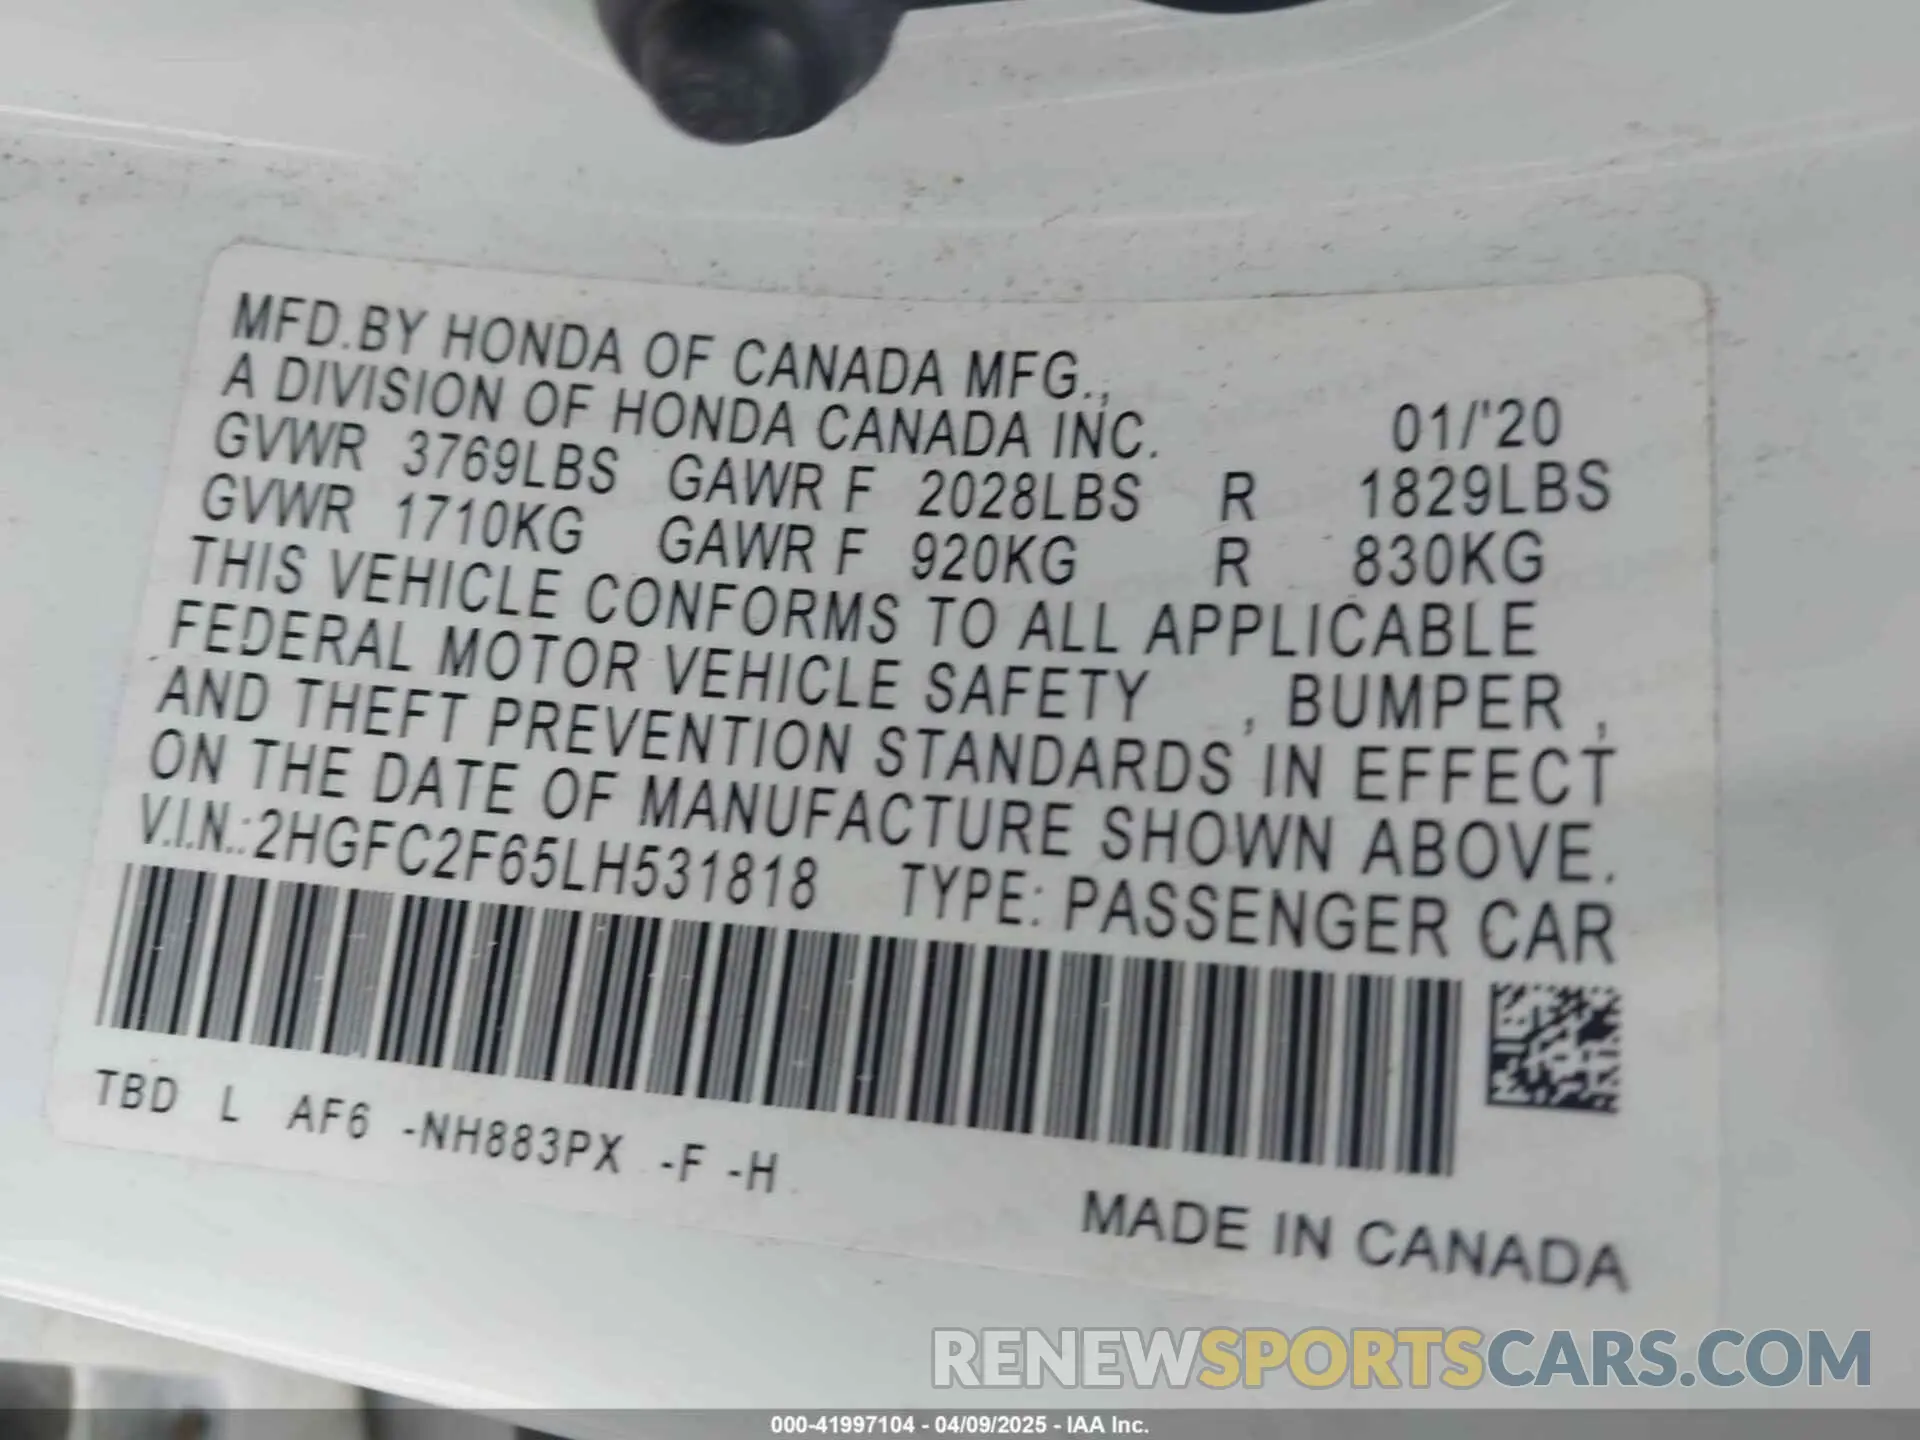 MFD.BY HONDA OF CANADA MFG.,
A DIVISION OF HONDA CANADA INC. 01/'20
GVWR 3769LBS GAWR F 2028LBS R 1829LBS
GVWR 1710KG GAWR F 920KG R 830KG
THIS VEHICLE CONFORMS TO ALL APPLICABLE
FEDERAL MOTOR VEHICLE SAFETY , BUMPER ,
AND THEFT PREVENTION STANDARDS IN EFFECT
ON THE DATE OF MANUFACTURE SHOWN ABOVE.
V.I.N.:2HGFC2F65LH531818 TYPE: PASSENGER CAR
TBD L AF6 -NH883PX -F -H
MADE IN CANADA
RENEWSPORTSCARS.COM
000-41997104 - 04/09/2025 - IAA Inc.